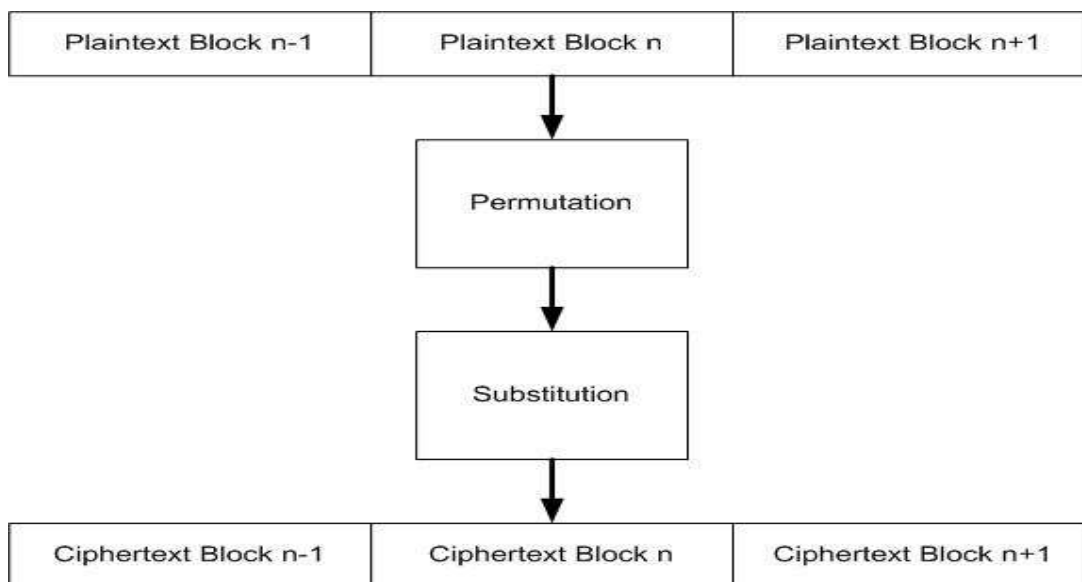 Plaintext Block n-1 Plaintext Block n Plaintext Block n+1
Permutation
Substitution
Ciphertext Block n-1 Ciphertext Block n Ciphertext Block n+1